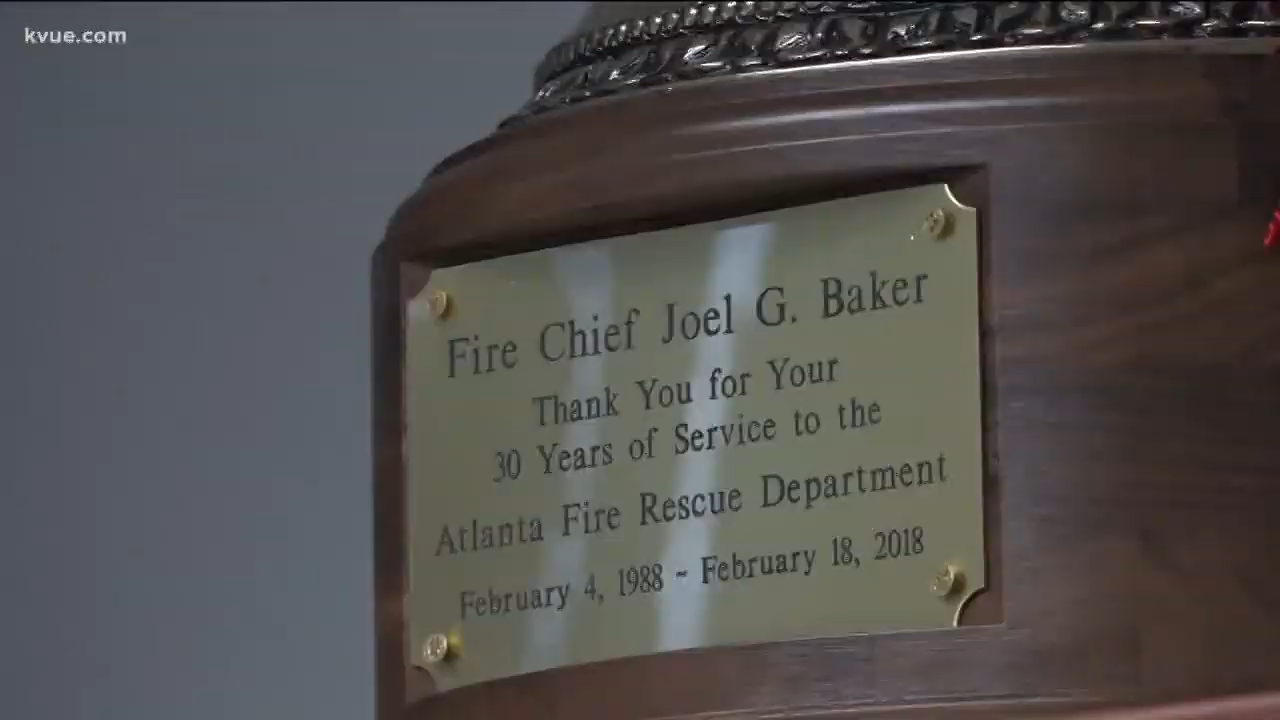 kvue.com
Fire Chief Joel G. Baker
Thank You for Your
30 Years of Service to the
Atlanta Fire Rescue Department
February 4, 1988 ~ February 18, 2018